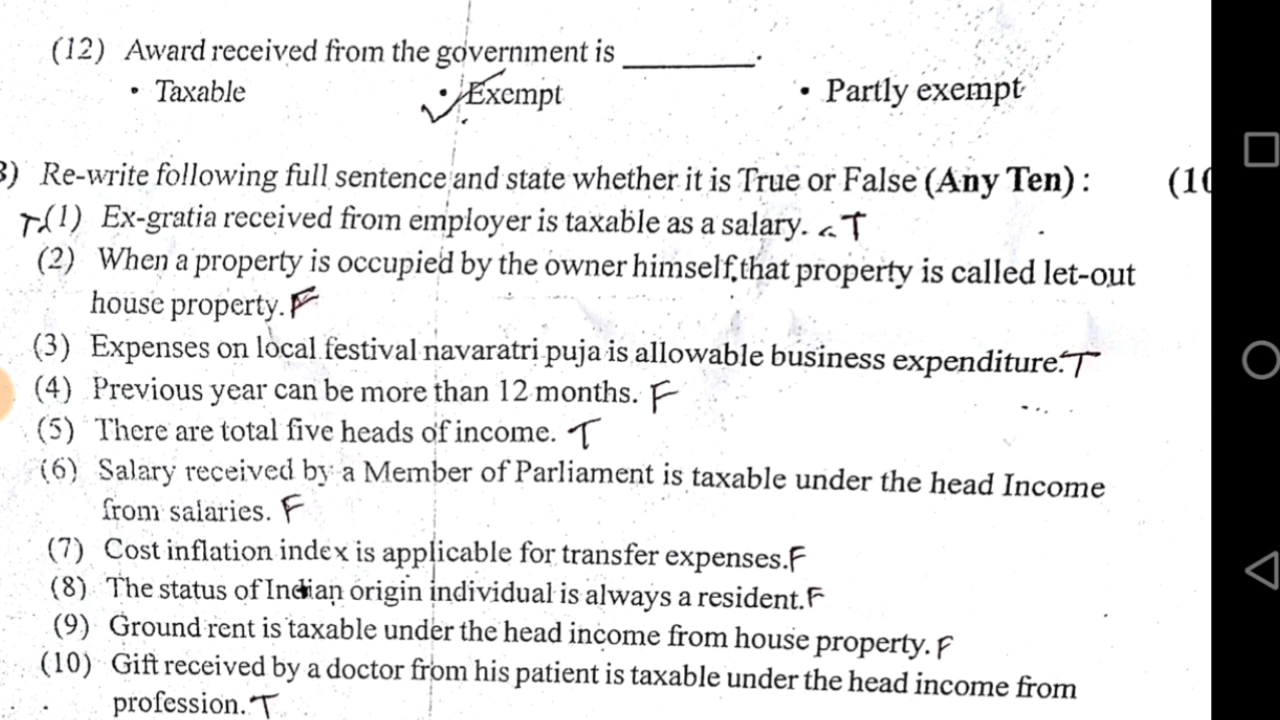 (12) Award received from the government is ________.
• Taxable • Exempt • Partly exempt
3) Re-write following full sentence and state whether it is True or False (Any Ten) : (10
T (1) Ex-gratia received from employer is taxable as a salary. T
(2) When a property is occupied by the owner himself, that property is called let-out
house property. F
(3) Expenses on local festival navaratri puja is allowable business expenditure. T
(4) Previous year can be more than 12 months. F
(5) There are total five heads of income. T
(6) Salary received by a Member of Parliament is taxable under the head Income
from salaries. F
(7) Cost inflation index is applicable for transfer expenses. F
(8) The status of Indian origin individual is always a resident. F
(9) Ground rent is taxable under the head income from house property. F
(10) Gift received by a doctor from his patient is taxable under the head income from
profession. T